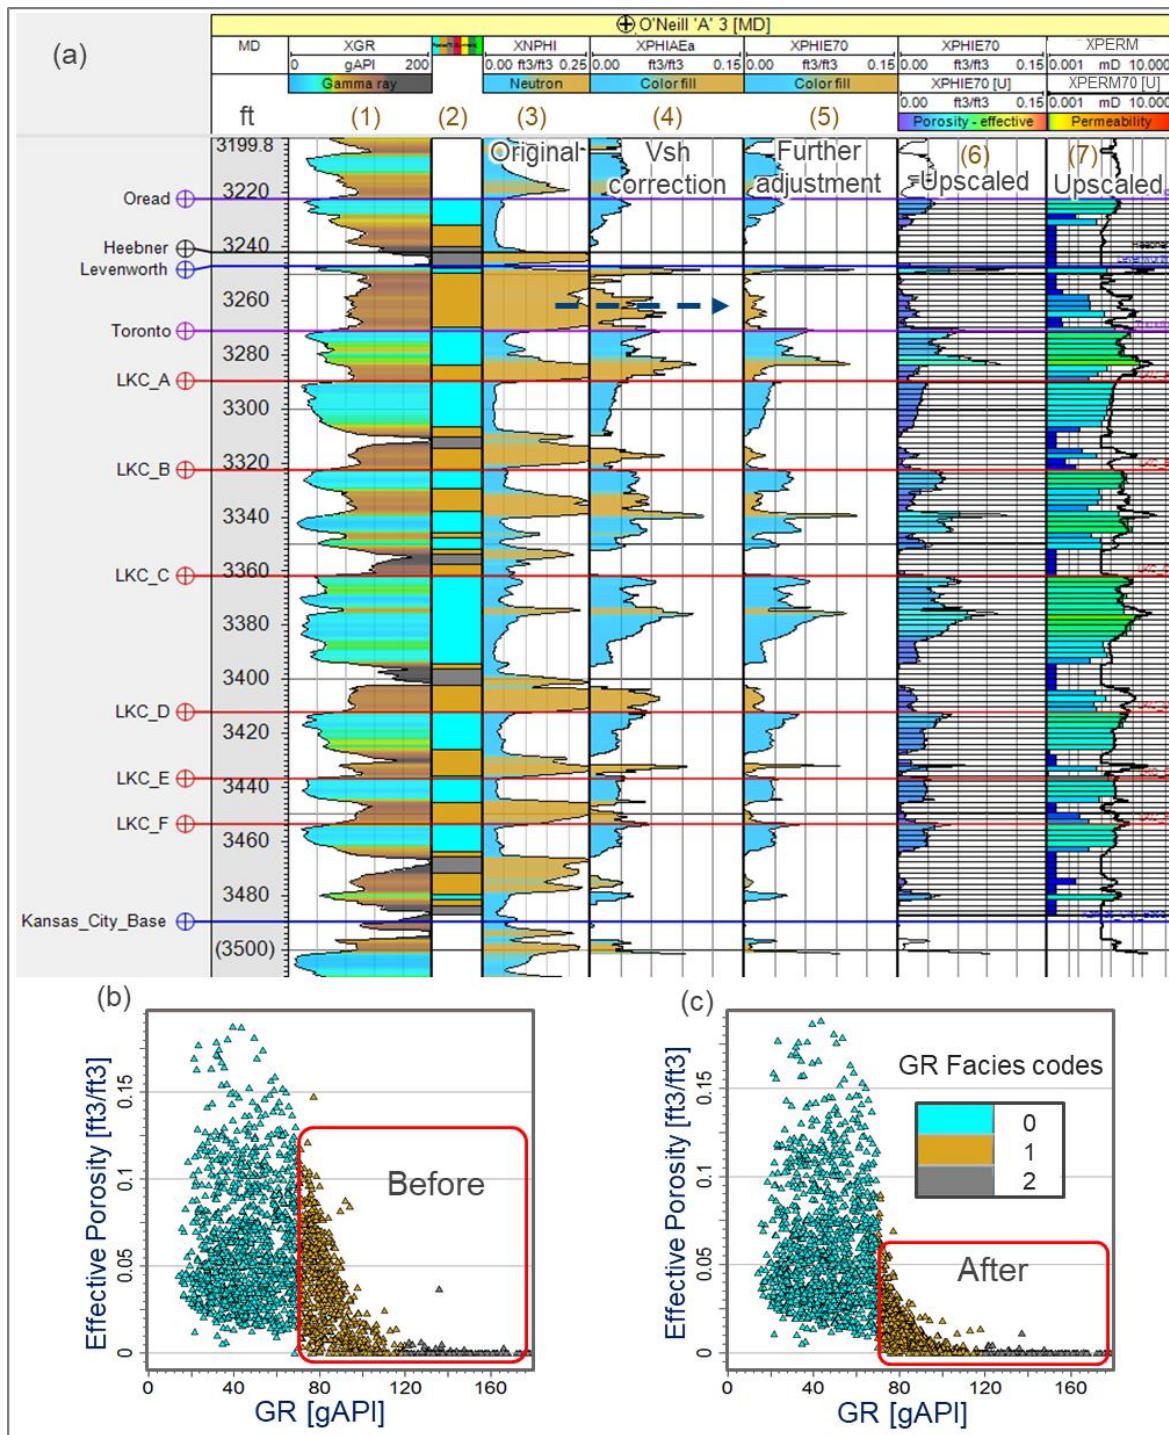 O'Neill 'A' 3 [MD]
(a)
MD XGR XNPHI XPHIAEa XPHIE70 XPHIE70 XPERM
0 gAPI 200 0.00 ft3/ft3 0.25 0.00 ft3/ft3 0.15 0.00 ft3/ft3 0.15 0.00 ft3/ft3 0.15 0.001 mD 10.000
Gamma ray Neutron Color fill Color fill XPHIE70 [U] XPERM70 [U]
0.00 ft3/ft3 0.15 0.001 mD 10.000
Porosity - effective Permeability
ft (1) (2) (3) (4) (5)
3199.8 Original Vsh Further (6) (7)
correction adjustment Upscaled Upscaled
3220
Oread
3240
Heebner
Levenworth
3260
Toronto
3280
LKC_A
3300
3320
LKC_B
3340
3360
LKC_C
3380
3400
LKC_D
3420
LKC_E
3440
LKC_F
3460
3480
Kansas_City_Base
(3500)
(b)
Effective Porosity [ft3/ft3]
0.15
0.1
0.05
0
Before
0 40 80 120 160
GR [gAPI]
(c)
Effective Porosity [ft3/ft3]
0.15
0.1
0.05
0
GR Facies codes
0
1
2
After
0 40 80 120 160
GR [gAPI]